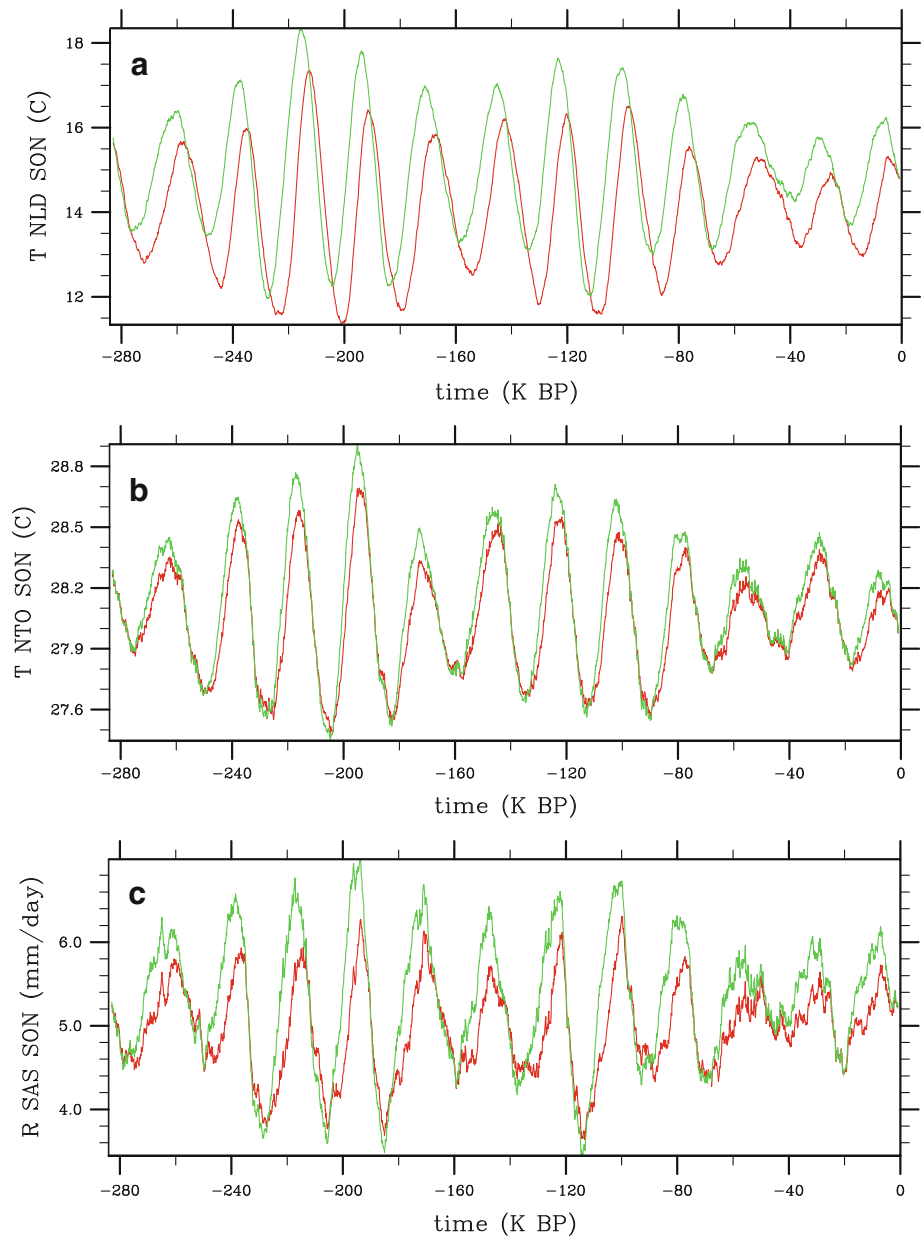 a
T NLD SON (C)
18
16
14
12
−280 −240 −200 −160 −120 −80 −40 0
time (K BP)
b
T NTO SON (C)
28.8
28.5
28.2
27.9
27.6
−280 −240 −200 −160 −120 −80 −40 0
time (K BP)
c
R SAS SON (mm/day)
6.0
5.0
4.0
−280 −240 −200 −160 −120 −80 −40 0
time (K BP)